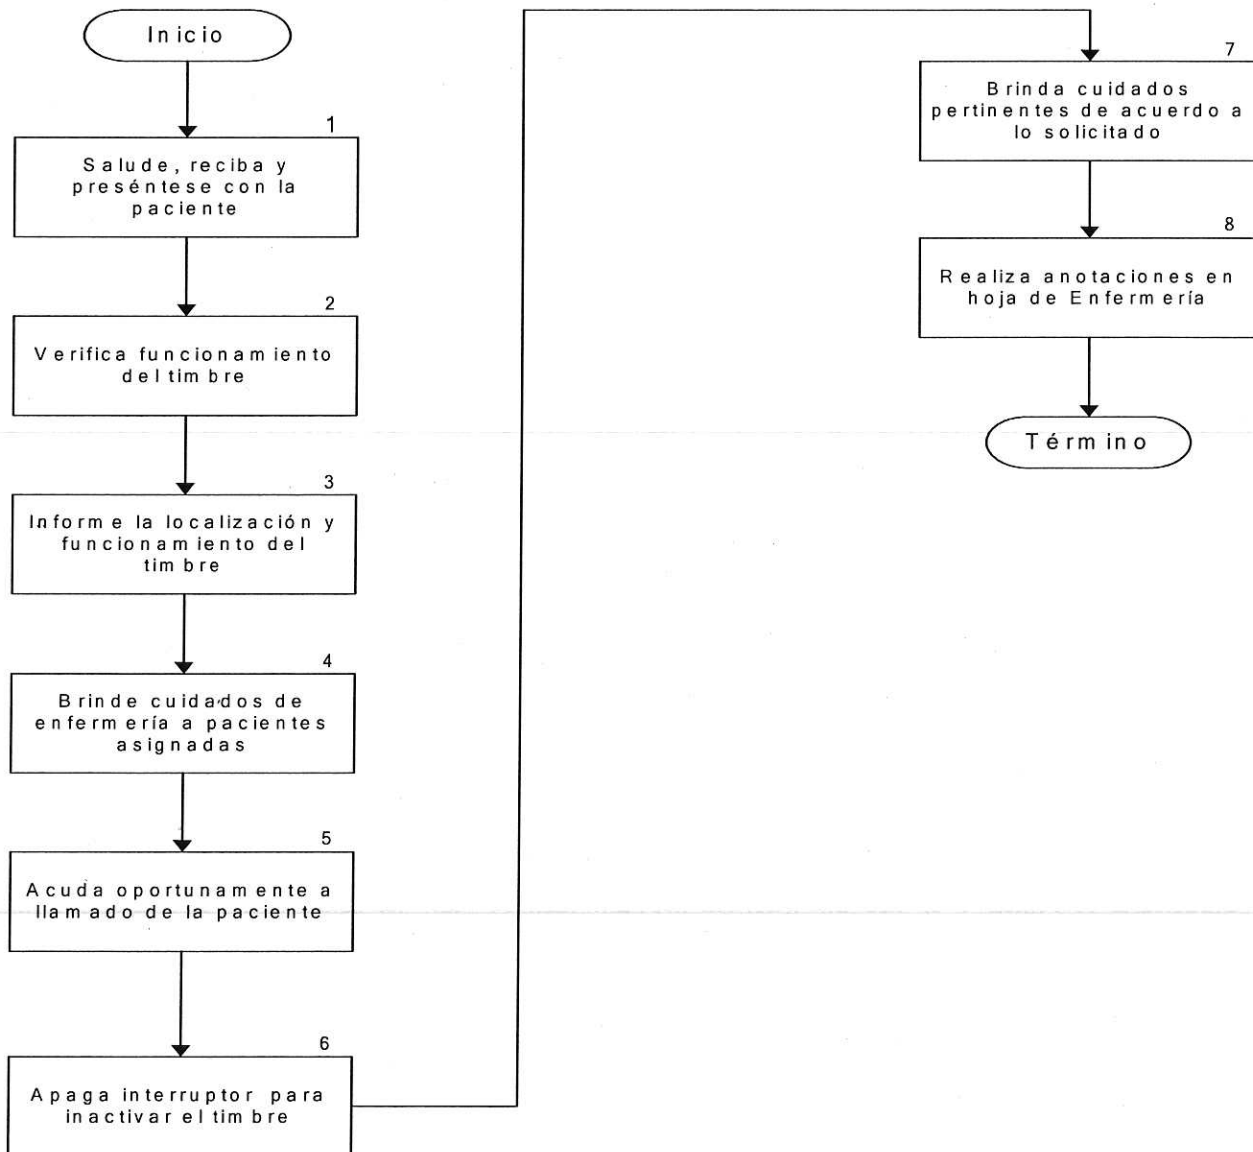 Inicio
1
Salude, reciba y
preséntese con la
paciente
2
Verifica funcionamiento
del timbre
3
Informe la localización y
funcionamiento del
timbre
4
Brinde cuidados de
enfermería a pacientes
asignadas
5
Acuda oportunamente a
llamado de la paciente
6
Apaga interruptor para
inactivar el timbre
7
Brinda cuidados
pertinentes de acuerdo a
lo solicitado
8
Realiza anotaciones en
hoja de Enfermería
Término